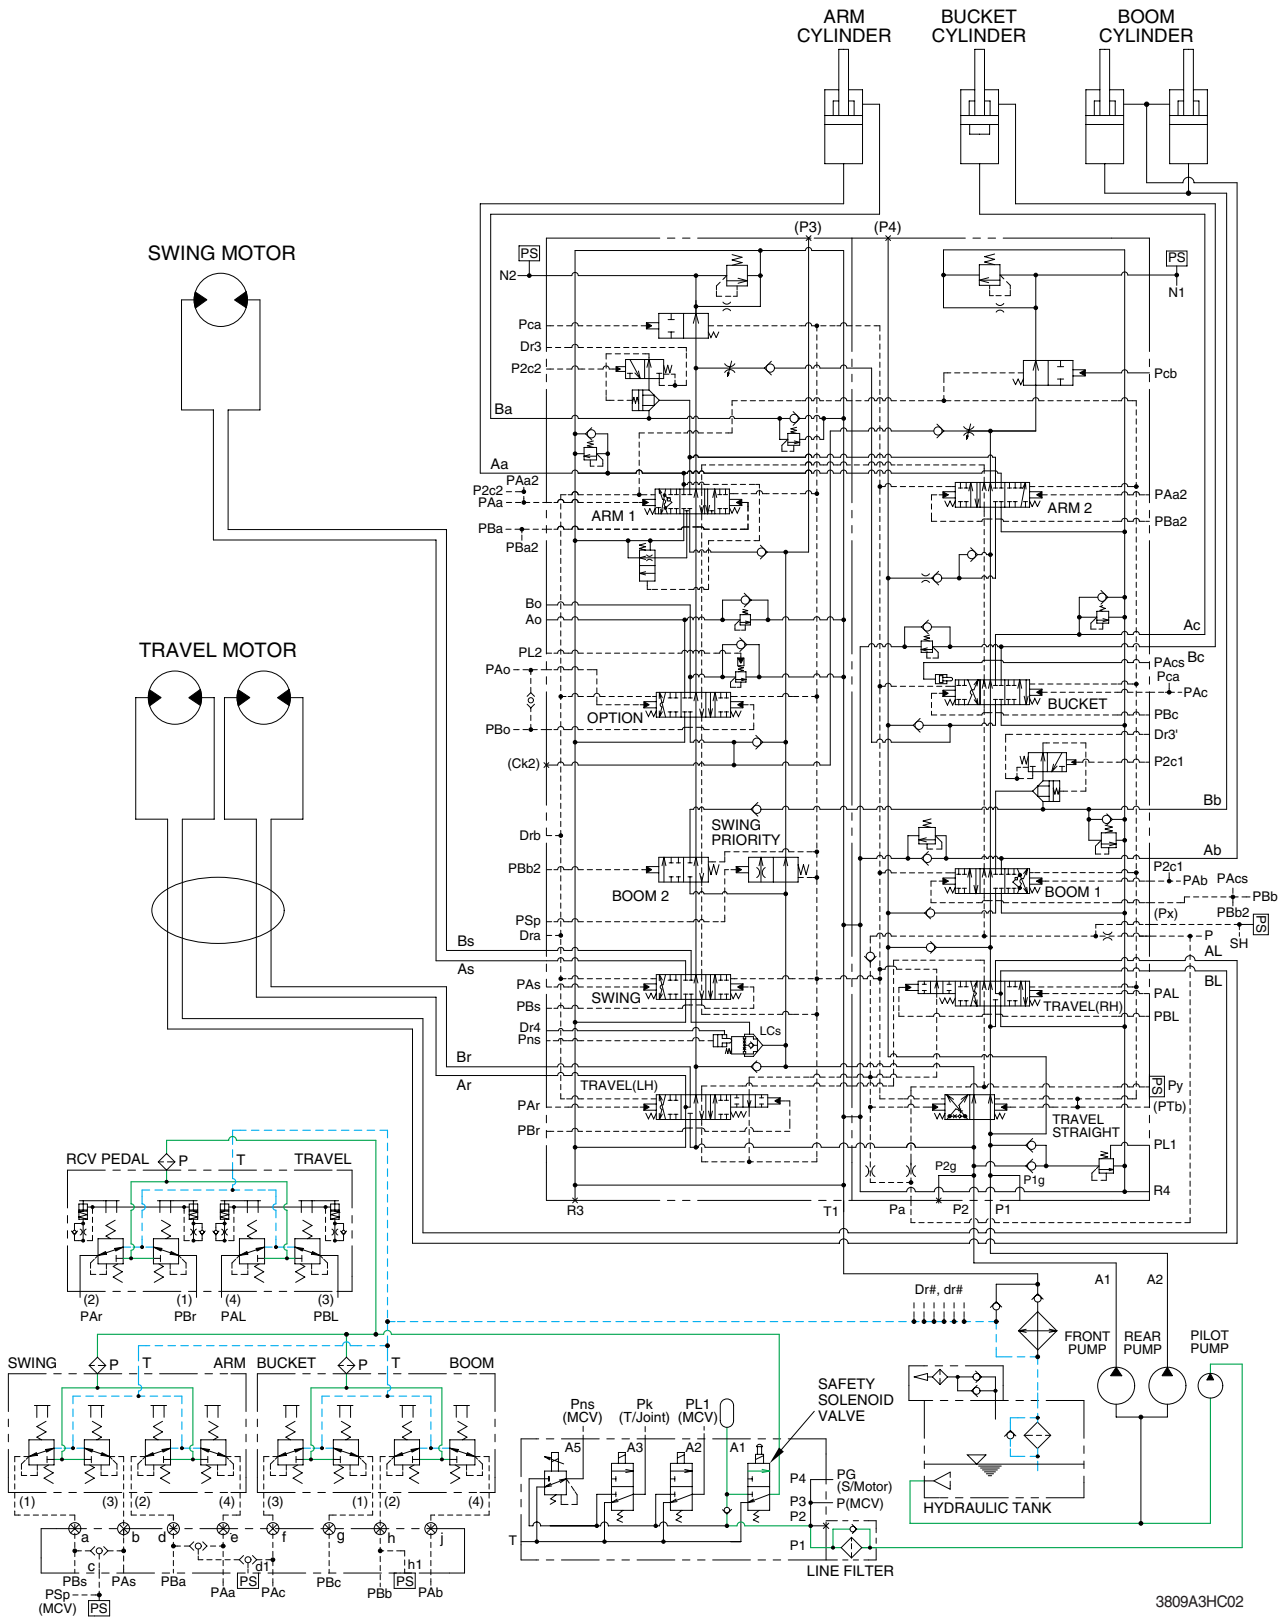 ARM
CYLINDER
BUCKET
CYLINDER
BOOM
CYLINDER
SWING MOTOR
(P3)
(P4)
PS
N2
PS
N1
Pca
Dr3
P2c2
Pcb
Ba
Aa
PAa2
P2c2
PAa
ARM 1
PBa
PBa2
PAa2
ARM 2
PBa2
Bo
Ao
PL2
PAo
OPTION
PBo
(Ck2)
Ac
Bc
PAcs
Pca
PAc
BUCKET
PBc
Dr3'
P2c1
TRAVEL MOTOR
Bb
SWING
PRIORITY
Drb
PBb2
BOOM 2
PSp
Dra
Ab
P2c1
PAb
PAcs
BOOM 1
PBb
(Px)
PBb2
PS
P
SH
AL
BL
Bs
As
PAs
SWING
PBs
Dr4
Pns
LCs
PAL
TRAVEL(RH)
PBL
Br
Ar
TRAVEL(LH)
PAr
PBr
PS
Py
(PTb)
TRAVEL
STRAIGHT
PL1
P2g
P1g
R4
R3
T1
Pa
P2
P1
RCV PEDAL
P
T
TRAVEL
(2)
(1)
(4)
(3)
PAr
PBr
PAL
PBL
Dr#, dr#
A1
A2
FRONT
PUMP
REAR
PUMP
PILOT
PUMP
SWING
P
T
ARM
BUCKET
P
T
BOOM
(1)
(3)
(2)
(4)
(3)
(1)
(2)
(4)
a
b
d
e
f
g
h
j
c
d1
h1
PBs
PAs
PBa
PAa
PS
PAc
PBc
PBb
PS
PAb
PSp
(MCV)
PS
Pns
(MCV)
Pk
(T/Joint)
PL1
(MCV)
SAFETY
SOLENOID
VALVE
A5
A3
A2
A1
P4
PG
(S/Motor)
P3
P(MCV)
P2
T
P1
LINE FILTER
HYDRAULIC TANK
3809A3HC02